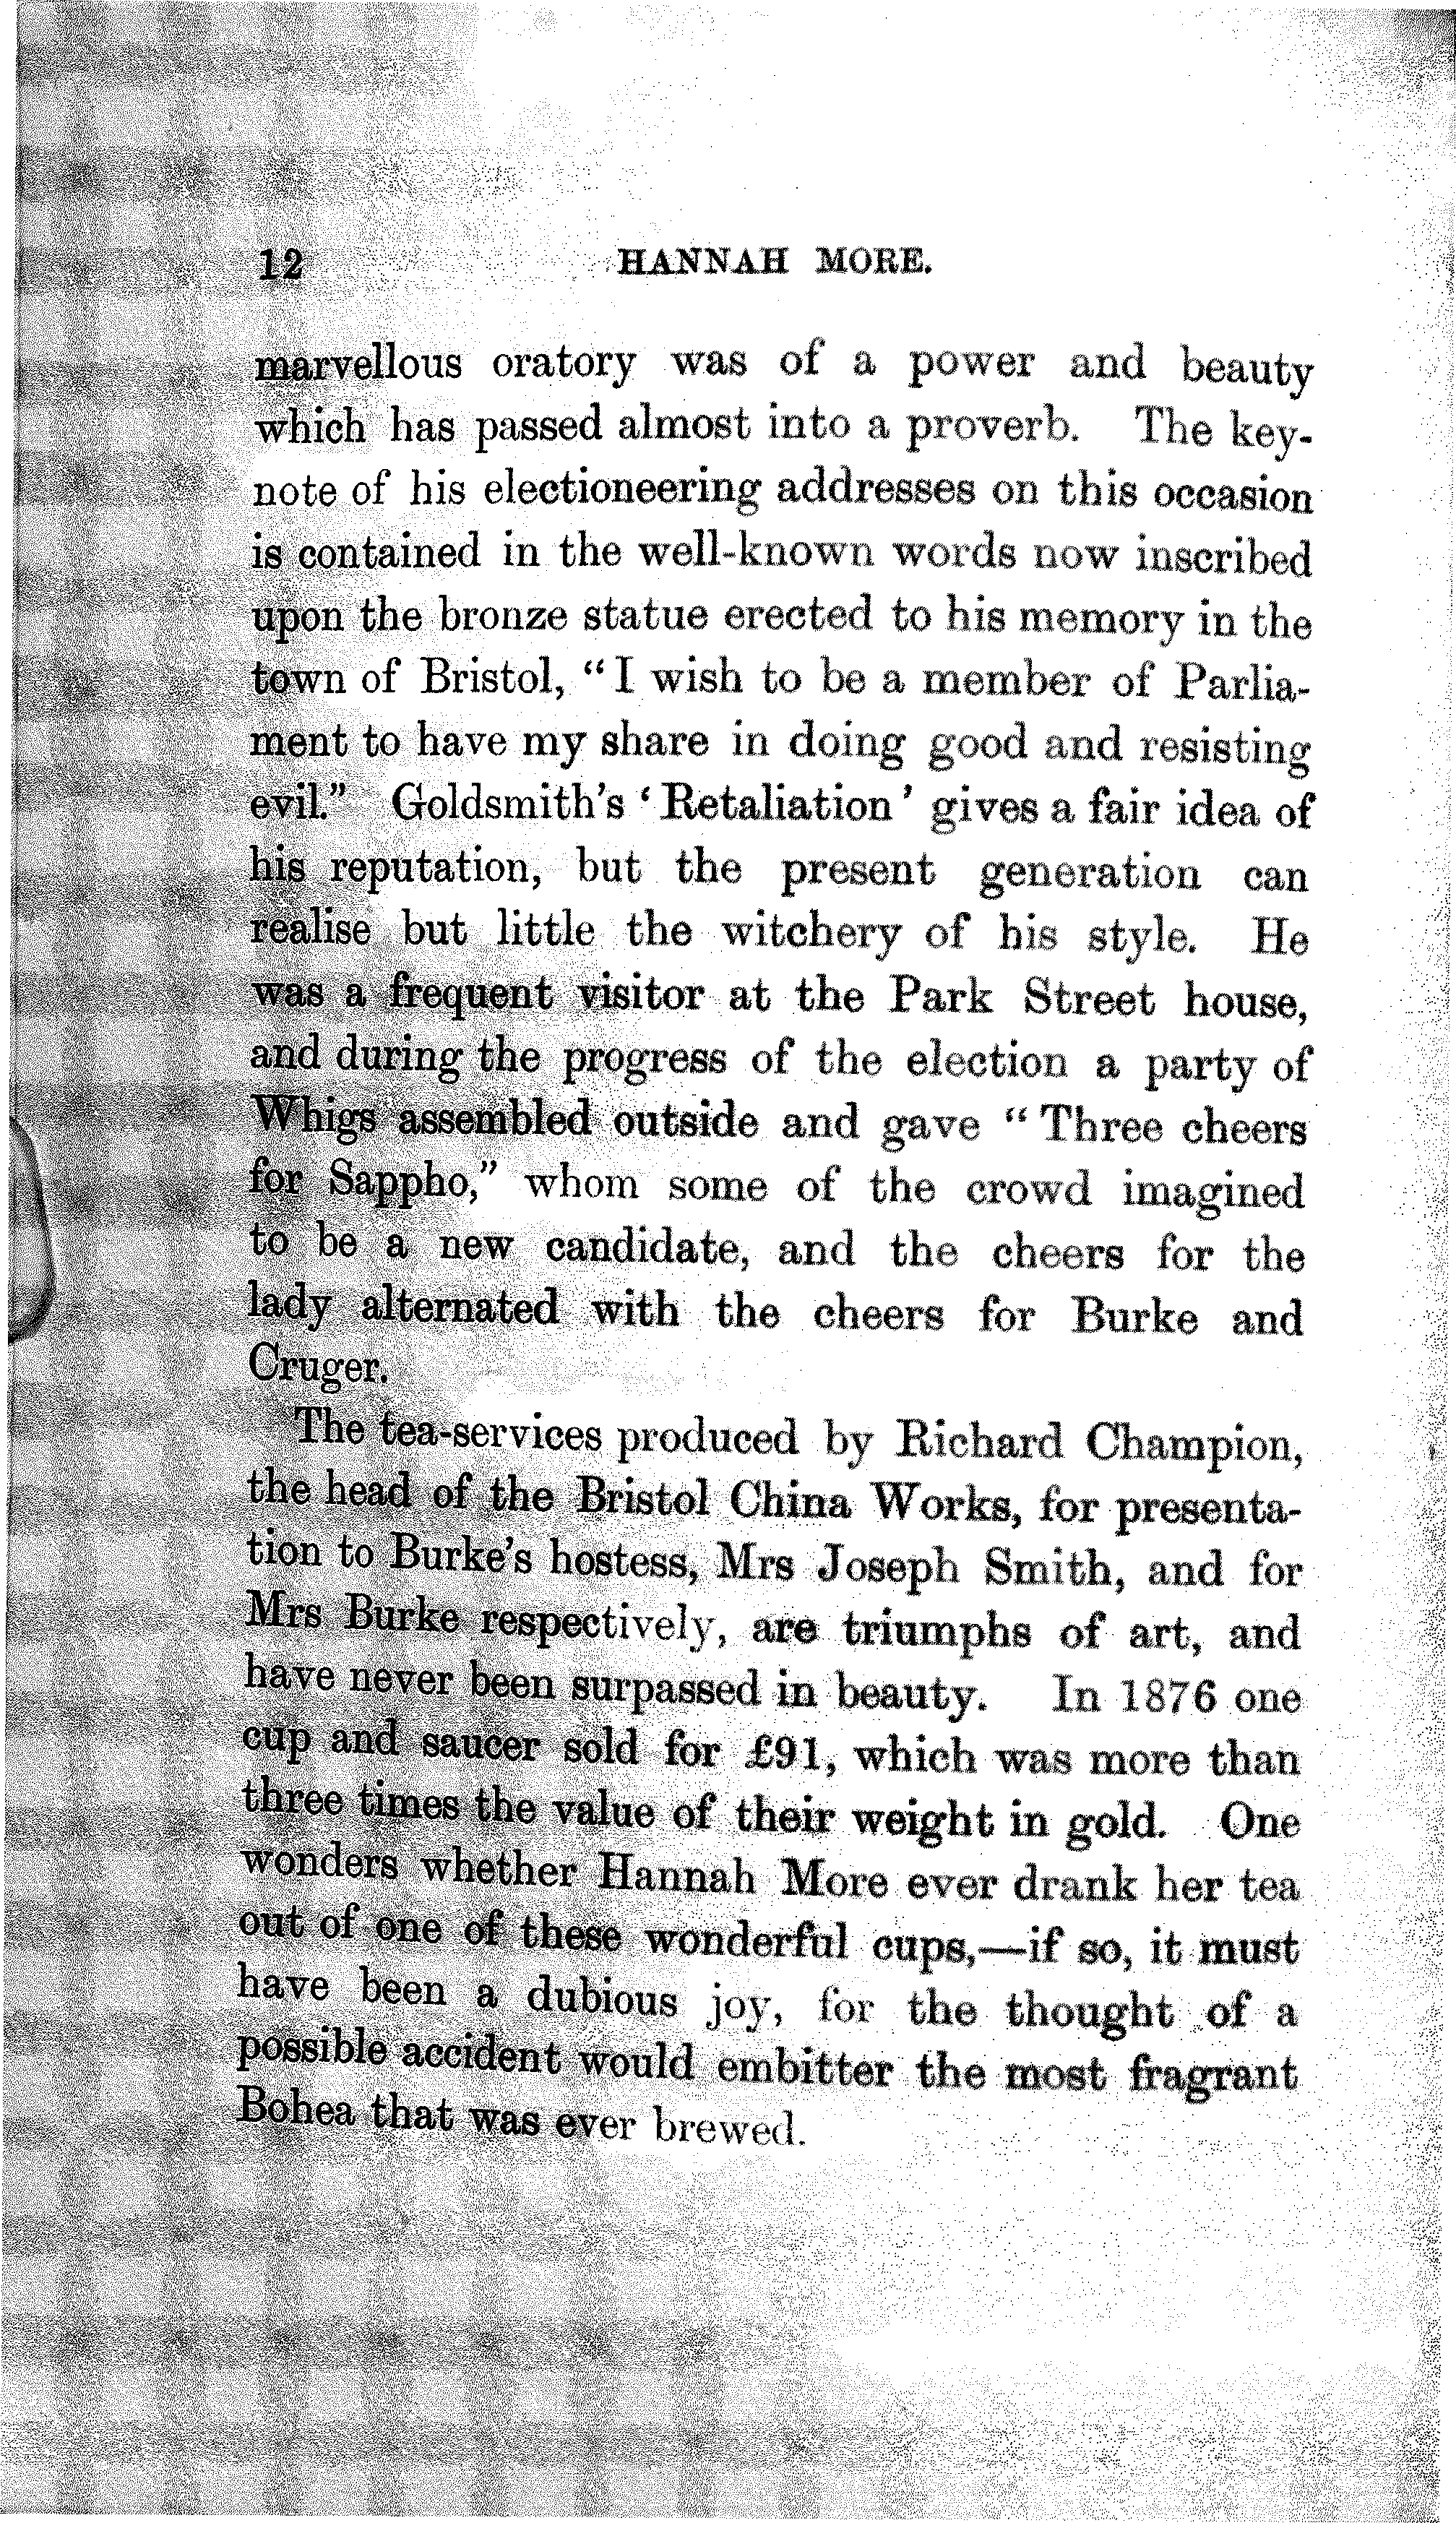 12 HANNAH MORE.
marvellous oratory was of a power and beauty
which has passed almost into a proverb. The key-
note of his electioneering addresses on this occasion
is contained in the well-known words now inscribed
upon the bronze statue erected to his memory in the
town of Bristol, “I wish to be a member of Parlia-
ment to have my share in doing good and resisting
evil.” Goldsmith's ‘Retaliation’ gives a fair idea of
his reputation, but the present generation can
realise but little the witchery of his style. He
was a frequent visitor at the Park Street house,
and during the progress of the election a party of
Whigs assembled outside and gave “Three cheers
for Sappho,” whom some of the crowd imagined
to be a new candidate, and the cheers for the
lady alternated with the cheers for Burke and
Cruger.
The tea-services produced by Richard Champion,
the head of the Bristol China Works, for presenta-
tion to Burke's hostess, Mrs Joseph Smith, and for
Mrs Burke respectively, are triumphs of art, and
have never been surpassed in beauty. In 1876 one
cup and saucer sold for £91, which was more than
three times the value of their weight in gold. One
wonders whether Hannah More ever drank her tea
out of one of these wonderful cups,—if so, it must
have been a dubious joy, for the thought of a
possible accident would embitter the most fragrant
Bohea that was ever brewed.